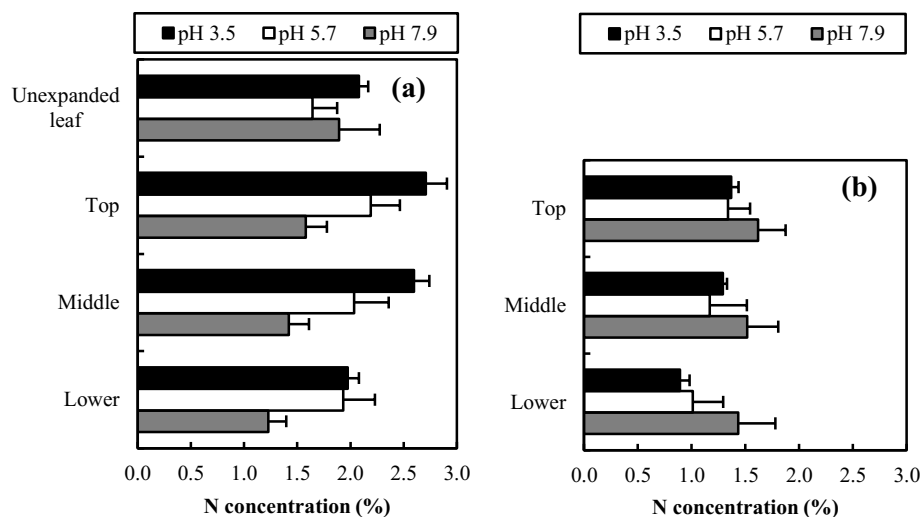 pH 3.5 pH 5.7 pH 7.9
(a)
Unexpanded
leaf
Top
Middle
Lower
0.0 0.5 1.0 1.5 2.0 2.5 3.0
N concentration (%)
pH 3.5 pH 5.7 pH 7.9
(b)
Top
Middle
Lower
0.0 0.5 1.0 1.5 2.0 2.5 3.0
N concentration (%)